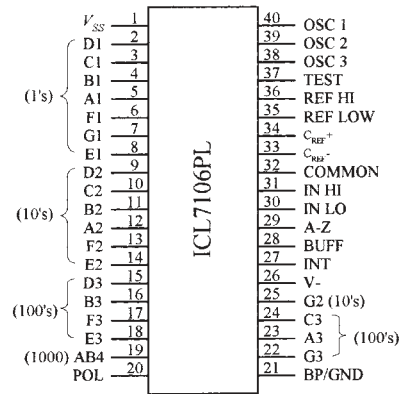 V_SS 1 40 OSC 1
D1 2 39 OSC 2
C1 3 38 OSC 3
B1 4 37 TEST
(1's) A1 5 36 REF HI
F1 6 35 REF LOW
G1 7 34 C_REF+
E1 8 33 C_REF-
D2 9 32 COMMON
C2 10 31 IN HI
(10's) B2 11 30 IN LO
A2 12 29 A-Z
F2 13 28 BUFF
E2 14 27 INT
D3 15 26 V-
(100's) B3 16 25 G2 (10's)
F3 17 24 C3
E3 18 23 A3 (100's)
(1000) AB4 19 22 G3
POL 20 21 BP/GND
ICL7106PL